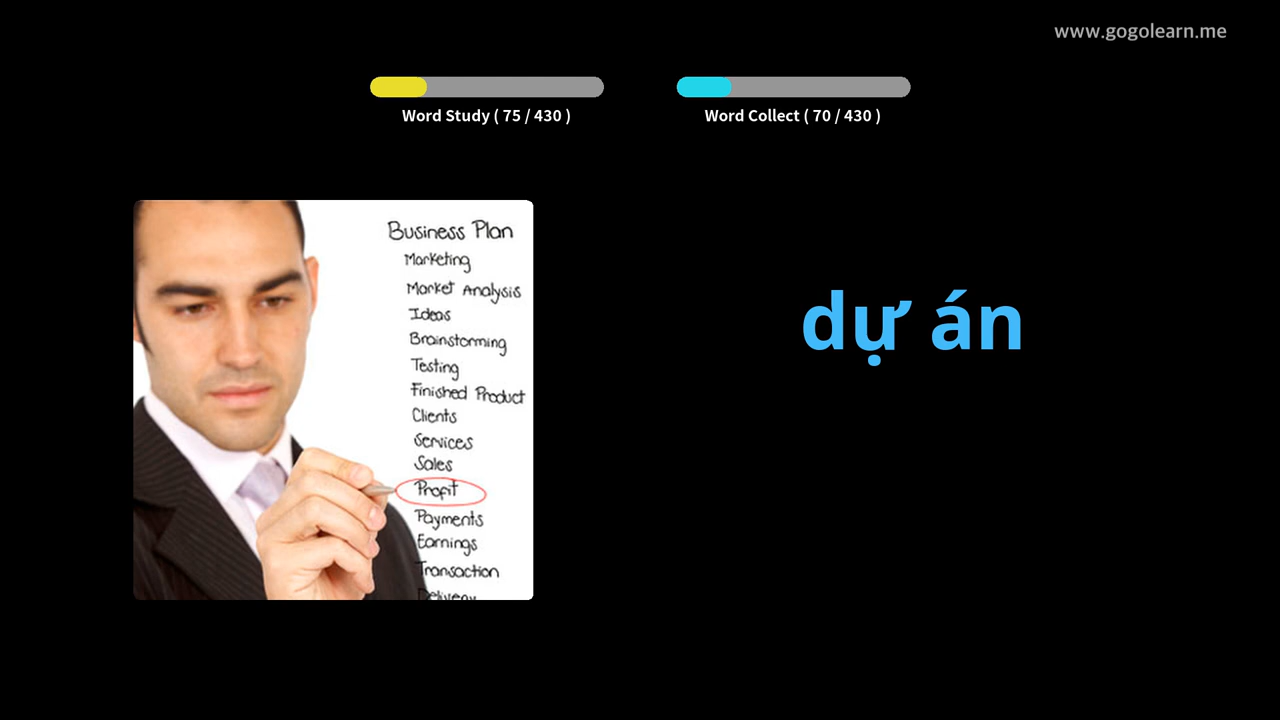 www.gogolearn.me
Word Study ( 75 / 430 )
Word Collect ( 70 / 430 )
Business Plan
Marketing
Market Analysis
Ideas
Brainstorming
Testing
Finished Product
Clients
Services
Sales
Profit
Payments
Earnings
Transaction
Delivery
dự án